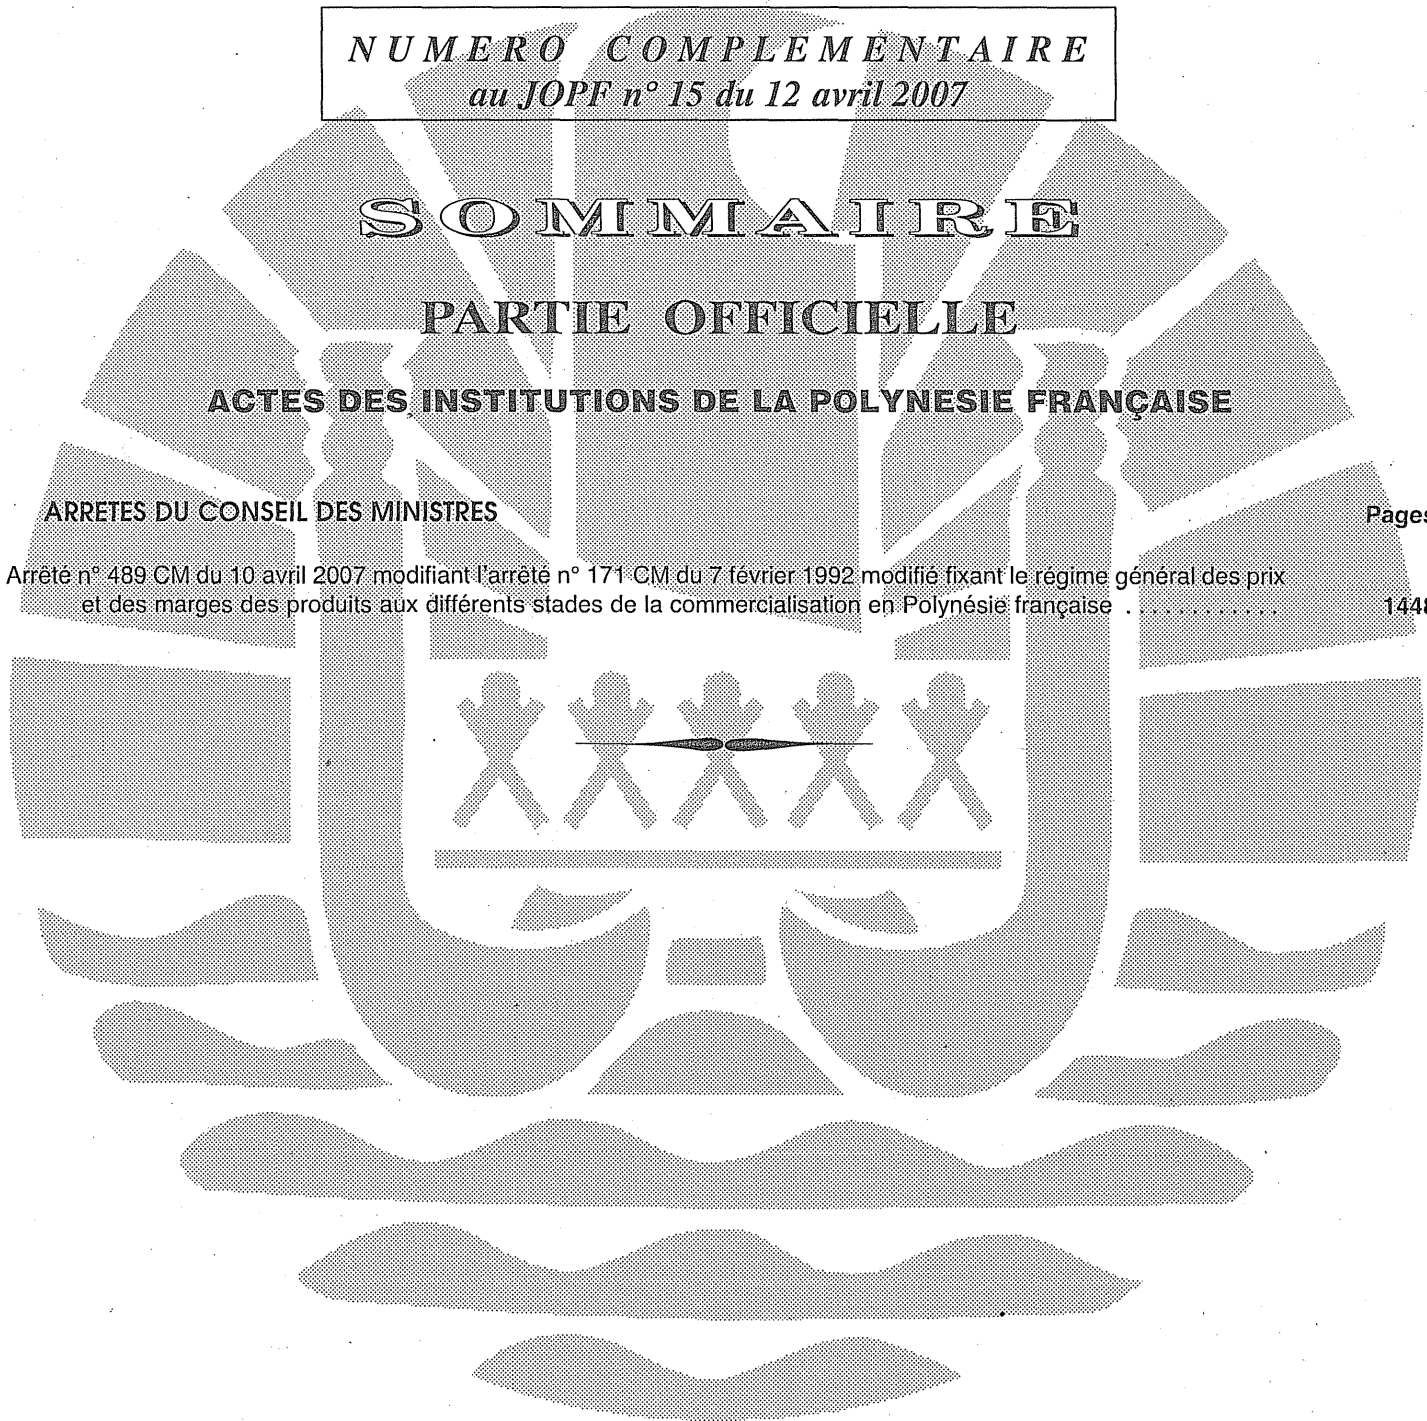 NUMERO COMPLEMENTAIRE
au JOPF n° 15 du 12 avril 2007
SOMMAIRE
PARTIE OFFICIELLE
ACTES DES INSTITUTIONS DE LA POLYNESIE FRANÇAISE
ARRETES DU CONSEIL DES MINISTRES Pages
Arrêté n° 489 CM du 10 avril 2007 modifiant l'arrêté n° 171 CM du 7 février 1992 modifié fixant le régime général des prix
et des marges des produits aux différents stades de la commercialisation en Polynésie française . . . . . . . . . . . . 1448